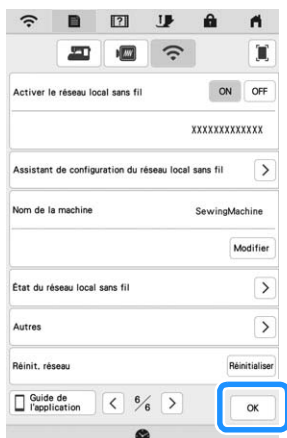 Activer le réseau local sans fil ON OFF
XXXXXXXXXXXXX
Assistant de configuration du réseau local sans fil >
Nom de la machine SewingMachine
Modifier
État du réseau local sans fil >
Autres >
Réinit. réseau Réinitialiser
Guide de
l'application < 6/6 > OK